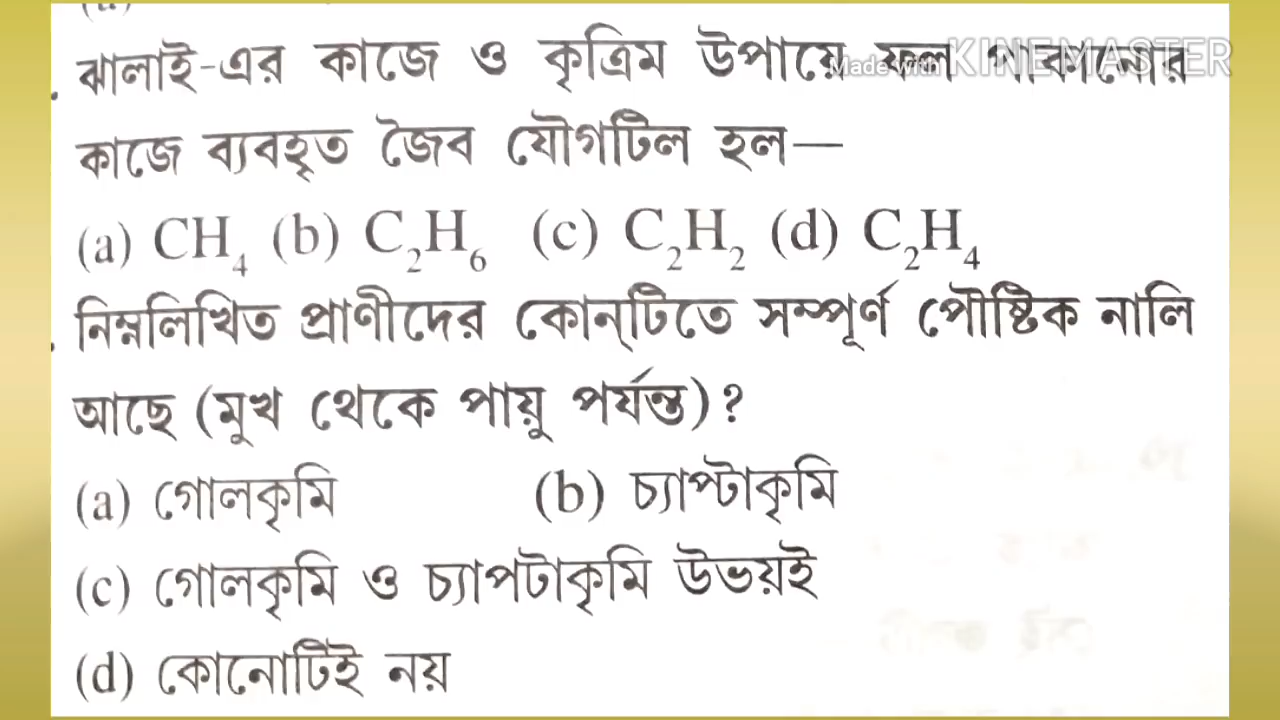 ঝালাই-এর কাজে ও কৃত্রিম উপায়ে ফল পাকানোর
Made with KINEMASTER
কাজে ব্যবহৃত জৈব যৌগটিল হল—
(a) CH₄ (b) C₂H₆ (c) C₂H₂ (d) C₂H₄
নিম্নলিখিত প্রাণীদের কোন্‌টিতে সম্পূর্ণ পৌষ্টিক নালি
আছে (মুখ থেকে পায়ু পর্যন্ত)?
(a) গোলকৃমি (b) চ্যাপ্টাকৃমি
(c) গোলকৃমি ও চ্যাপটাকৃমি উভয়ই
(d) কোনোটিই নয়